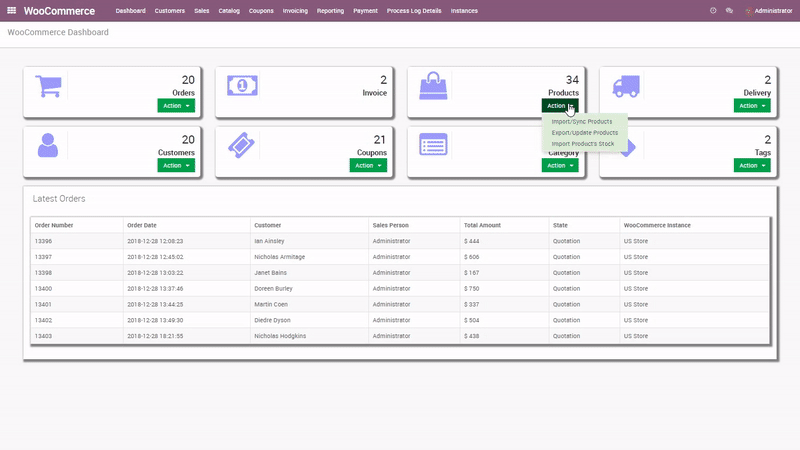 WooCommerce Dashboard Customers Sales Catalog Coupons Invoicing Reporting Payment Process Log Details Instances Administrator
WooCommerce Dashboard
20 2 34 2
Orders Invoice Products Delivery
Action Action Action
Import/Sync Products
Export/Update Products
Import Product's Stock
20 21 2
Customers Coupons Category Tags
Action Action Action Action
Latest Orders
Order Number Order Date Customer Sales Person Total Amount State WooCommerce Instance
13396 2018-12-28 12:08:23 Ian Ainsley Administrator $ 444 Quotation US Store
13397 2018-12-28 12:45:02 Nicholas Armitage Administrator $ 606 Quotation US Store
13398 2018-12-28 13:03:22 Janet Bains Administrator $ 167 Quotation US Store
13400 2018-12-28 13:37:46 Doreen Burley Administrator $ 750 Quotation US Store
13401 2018-12-28 13:44:25 Martin Coen Administrator $ 337 Quotation US Store
13402 2018-12-28 13:49:30 Diedre Dyson Administrator $ 504 Quotation US Store
13403 2018-12-28 18:21:55 Nicholas Hodgkins Administrator $ 438 Quotation US Store